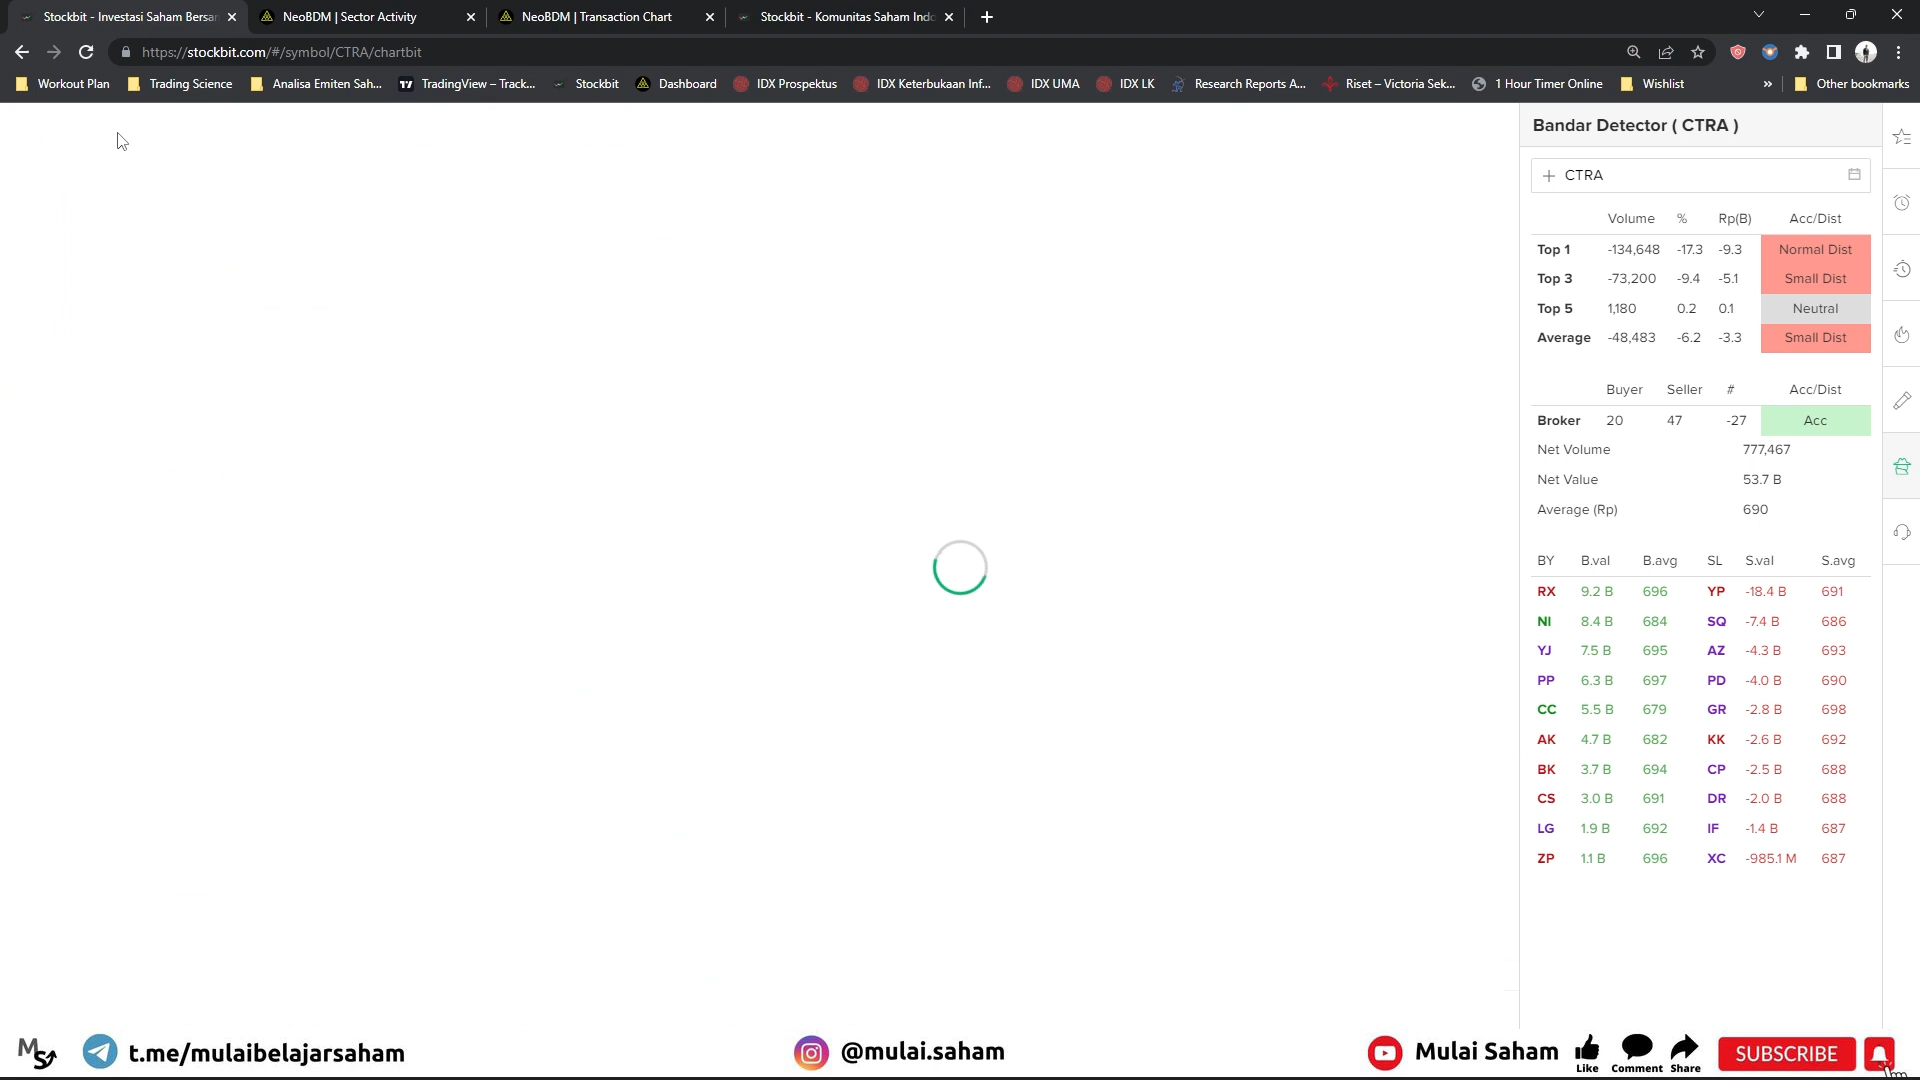 Stockbit - Investasi Saham Bersar
NeoBDM | Sector Activity
NeoBDM | Transaction Chart
Stockbit - Komunitas Saham Indo
https://stockbit.com/#/symbol/CTRA/chartbit
Workout Plan
Trading Science
Analisa Emiten Sah...
TradingView – Track...
Stockbit
Dashboard
IDX Prospektus
IDX Keterbukaan Inf...
IDX UMA
IDX LK
Research Reports A...
Riset – Victoria Sek...
1 Hour Timer Online
Wishlist
»
Other bookmarks
Bandar Detector ( CTRA )
CTRA
Volume % Rp(B) Acc/Dist
Top 1 -134,648 -17.3 -9.3 Normal Dist
Top 3 -73,200 -9.4 -5.1 Small Dist
Top 5 1,180 0.2 0.1 Neutral
Average -48,483 -6.2 -3.3 Small Dist
Buyer Seller # Acc/Dist
Broker 20 47 -27 Acc
Net Volume 777,467
Net Value 53.7 B
Average (Rp) 690
BY B.val B.avg SL S.val S.avg
RX 9.2 B 696 YP -18.4 B 691
NI 8.4 B 684 SQ -7.4 B 686
YJ 7.5 B 695 AZ -4.3 B 693
PP 6.3 B 697 PD -4.0 B 690
CC 5.5 B 679 GR -2.8 B 698
AK 4.7 B 682 KK -2.6 B 692
BK 3.7 B 694 CP -2.5 B 688
CS 3.0 B 691 DR -2.0 B 688
LG 1.9 B 692 IF -1.4 B 687
ZP 1.1 B 696 XC -985.1 M 687
MS
t.me/mulaibelajarsaham
@mulai.saham
Mulai Saham
Like
Comment
Share
SUBSCRIBE